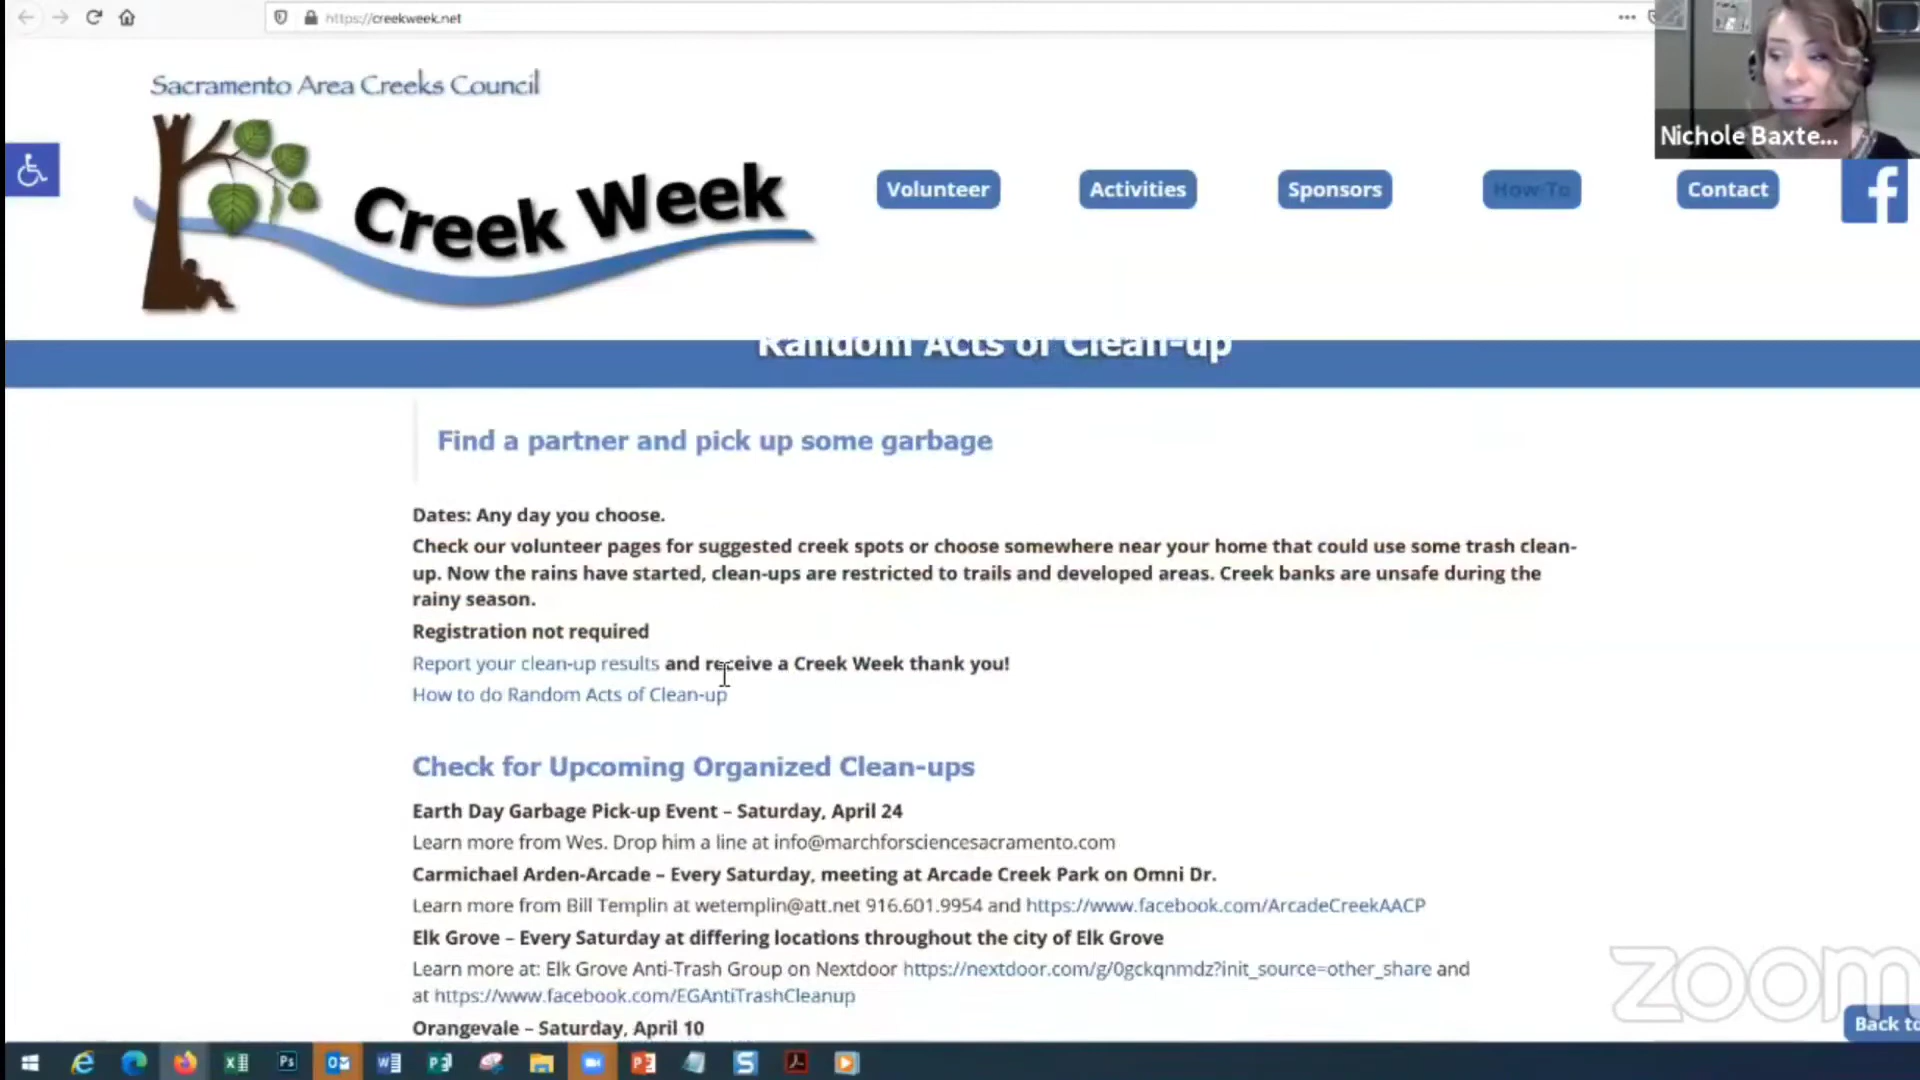 https://creekweek.net
Nichole Baxte...
Sacramento Area Creeks Council
Creek Week
Volunteer
Activities
Sponsors
How-To
Contact
Random Acts of Clean-up
Find a partner and pick up some garbage
Dates: Any day you choose.
Check our volunteer pages for suggested creek spots or choose somewhere near your home that could use some trash clean-
up. Now the rains have started, clean-ups are restricted to trails and developed areas. Creek banks are unsafe during the
rainy season.
Registration not required
Report your clean-up results and receive a Creek Week thank you!
How to do Random Acts of Clean-up
Check for Upcoming Organized Clean-ups
Earth Day Garbage Pick-up Event – Saturday, April 24
Learn more from Wes. Drop him a line at info@marchforsciencesacramento.com
Carmichael Arden-Arcade – Every Saturday, meeting at Arcade Creek Park on Omni Dr.
Learn more from Bill Templin at wetemplin@att.net 916.601.9954 and https://www.facebook.com/ArcadeCreekAACP
Elk Grove – Every Saturday at differing locations throughout the city of Elk Grove
Learn more at: Elk Grove Anti-Trash Group on Nextdoor https://nextdoor.com/g/0gckqnmdz?init_source=other_share and
at https://www.facebook.com/EGAntiTrashCleanup
Orangevale – Saturday, April 10
zoom
Back to